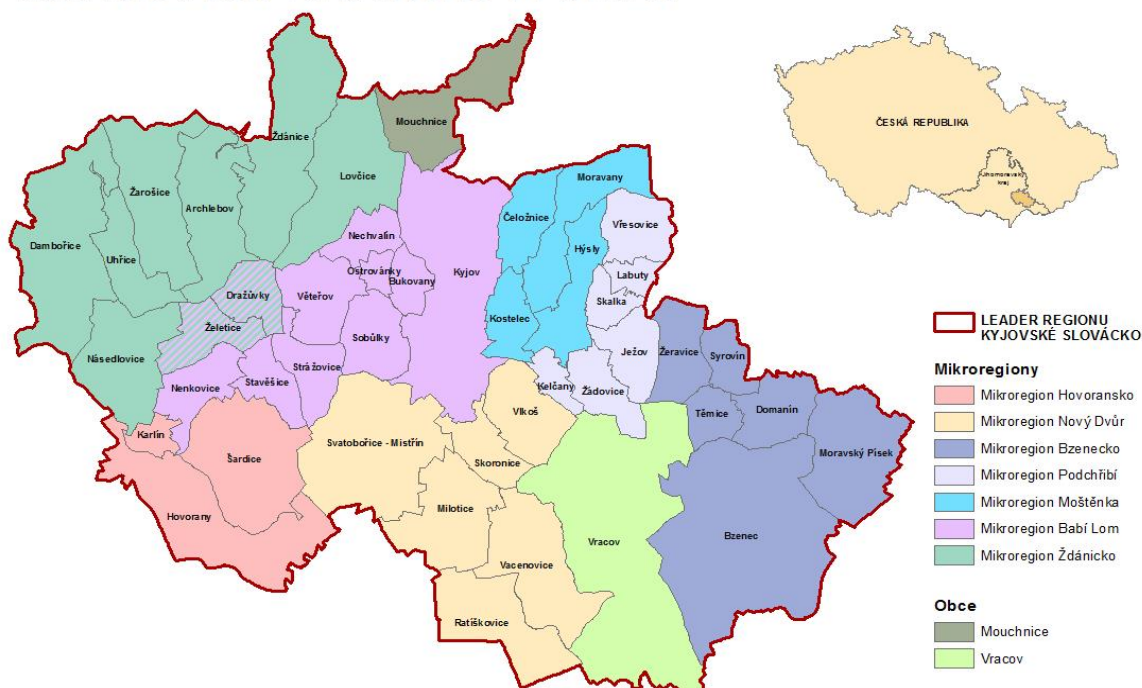 Mouchnice
Ždánice
Lovčice
Žarošice
Archlebov
Dambořice
Uhřice
Moravany
Čeložnice
Vřesovice
Hýsly
Nechvalín
Ostrovánky
Bukovany
Kyjov
Labuty
Skalka
Dražůvky
Věteřov
Želetice
Sobůlky
Kostelec
Ježov
Žeravice
Syrovín
Násedlovice
Nenkovice
Stavěšice
Strážovice
Kelčany
Žádovice
Vlkoš
Těmice
Domanín
Karlín
Svatobořice - Mistřín
Šardice
Skoronice
Moravský Písek
Hovorany
Milotice
Vracov
Bzenec
Vacenovice
Ratíškovice
ČESKÁ REPUBLIKA
Jihomoravský
kraj
LEADER REGIONU
KYJOVSKÉ SLOVÁCKO
Mikroregiony
Mikroregion Hovoransko
Mikroregion Nový Dvůr
Mikroregion Bzenecko
Mikroregion Podchřibí
Mikroregion Moštěnka
Mikroregion Babí Lom
Mikroregion Ždánicko
Obce
Mouchnice
Vracov